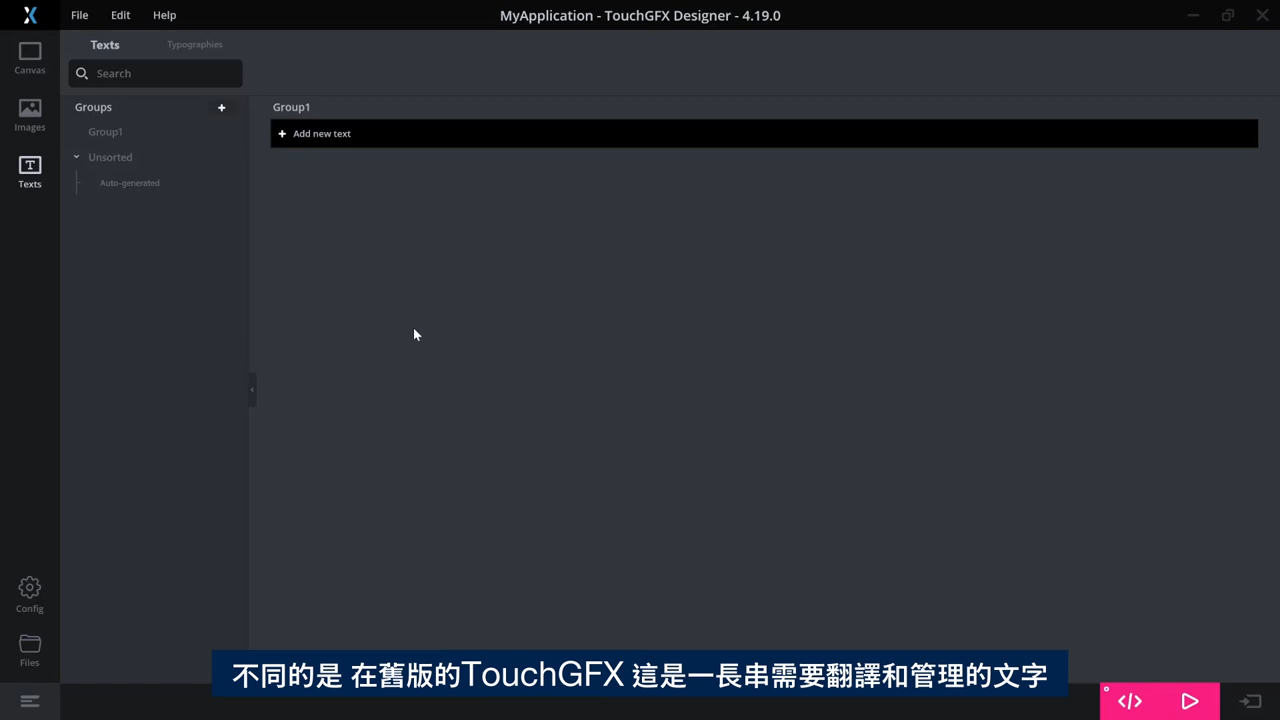 File Edit Help
MyApplication - TouchGFX Designer - 4.19.0
Canvas
Images
Texts
Config
Files
Texts Typographies
Search
Groups +
Group1
Unsorted
Auto-generated
Group1
+ Add new text
不同的是 在舊版的TouchGFX 這是一長串需要翻譯和管理的文字